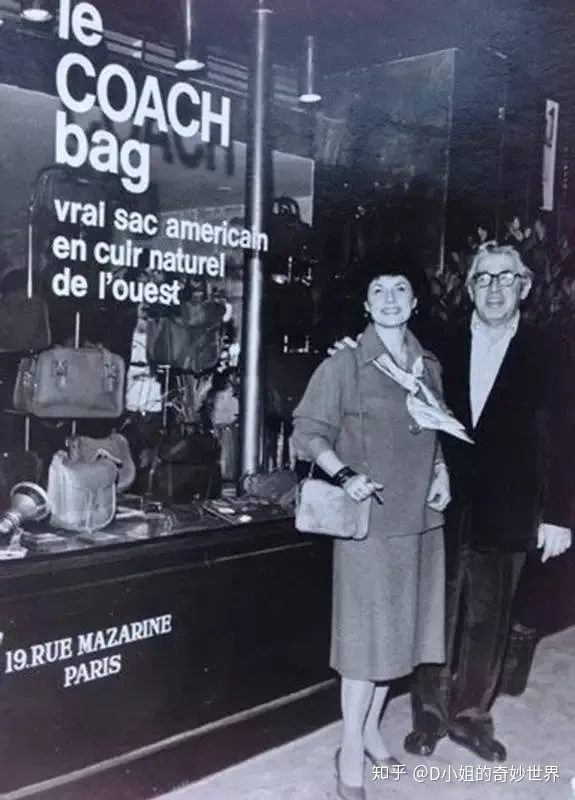 le
COACH
bag
vrai sac americain
en cuir naturel
de l'ouest
19.RUE MAZARINE
PARIS
知乎 @D小姐的奇妙世界